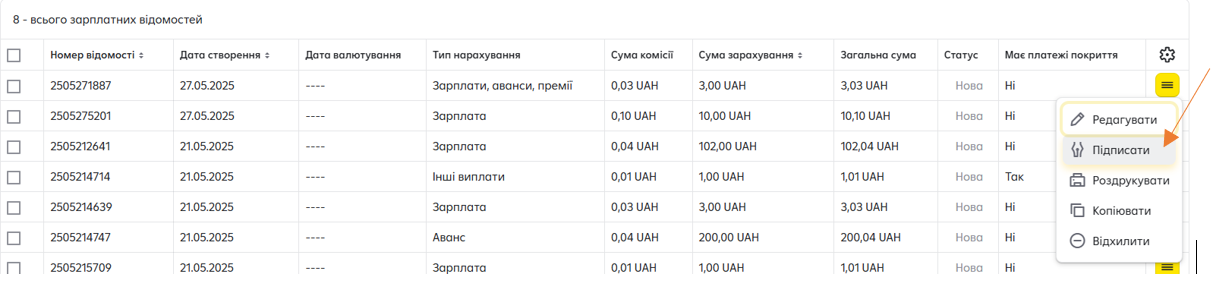 8 - всього зарплатних відомостей
Номер відомості Дата створення Дата валютування Тип нарахування Сума комісії Сума зарахування Загальна сума Статус Має платежі покриття
2505271887 27.05.2025 ---- Зарплати, аванси, премії 0,03 UAH 3,00 UAH 3,03 UAH Нова Ні
2505275201 27.05.2025 ---- Зарплата 0,10 UAH 10,00 UAH 10,10 UAH Нова Ні
Редагувати
2505212641 21.05.2025 ---- Зарплата 0,04 UAH 102,00 UAH 102,04 UAH Нова Ні
Підписати
2505214714 21.05.2025 ---- Інші виплати 0,01 UAH 1,00 UAH 1,01 UAH Нова Так
Роздрукувати
2505214639 21.05.2025 ---- Зарплата 0,03 UAH 3,00 UAH 3,03 UAH Нова Ні
Копіювати
2505214747 21.05.2025 ---- Аванс 0,04 UAH 200,00 UAH 200,04 UAH Нова Ні
Відхилити
2505215709 21.05.2025 ---- Зарплата 0,01 UAH 1,00 UAH 1,01 UAH Нова Ні